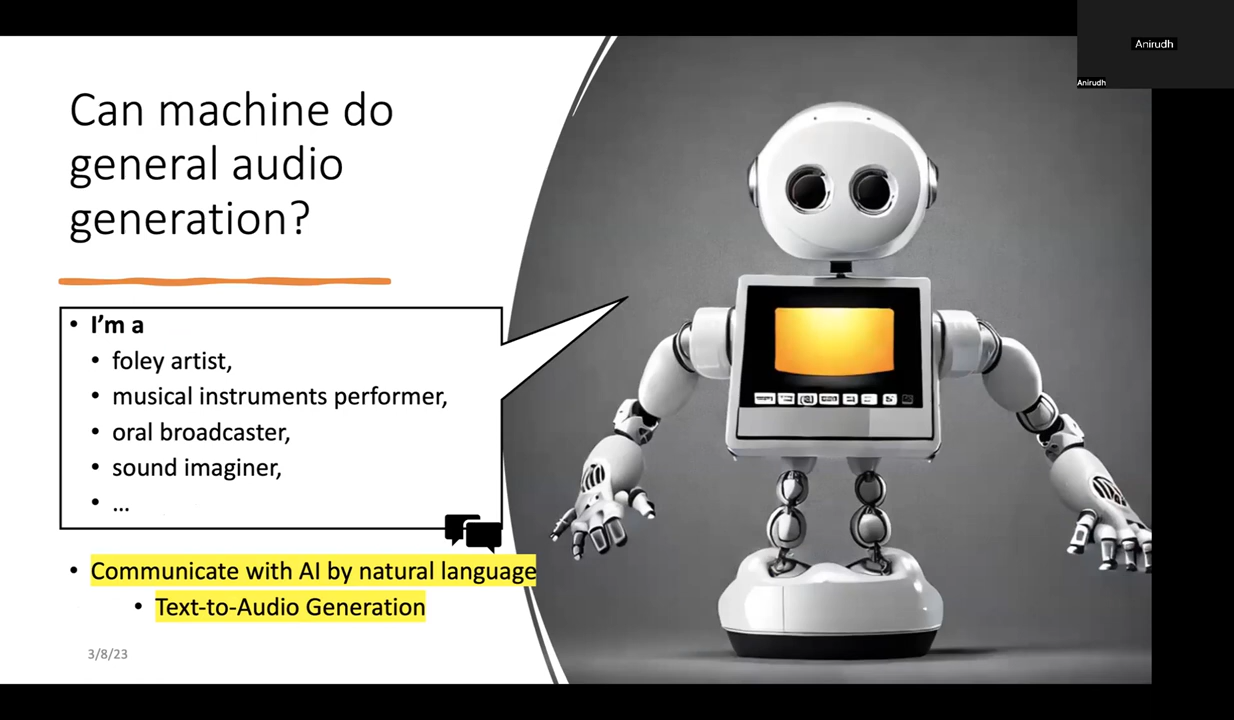 Anirudh
Anirudh
Can machine do
general audio
generation?
• I'm a
• foley artist,
• musical instruments performer,
• oral broadcaster,
• sound imaginer,
• ...
• Communicate with AI by natural language
• Text-to-Audio Generation
3/8/23